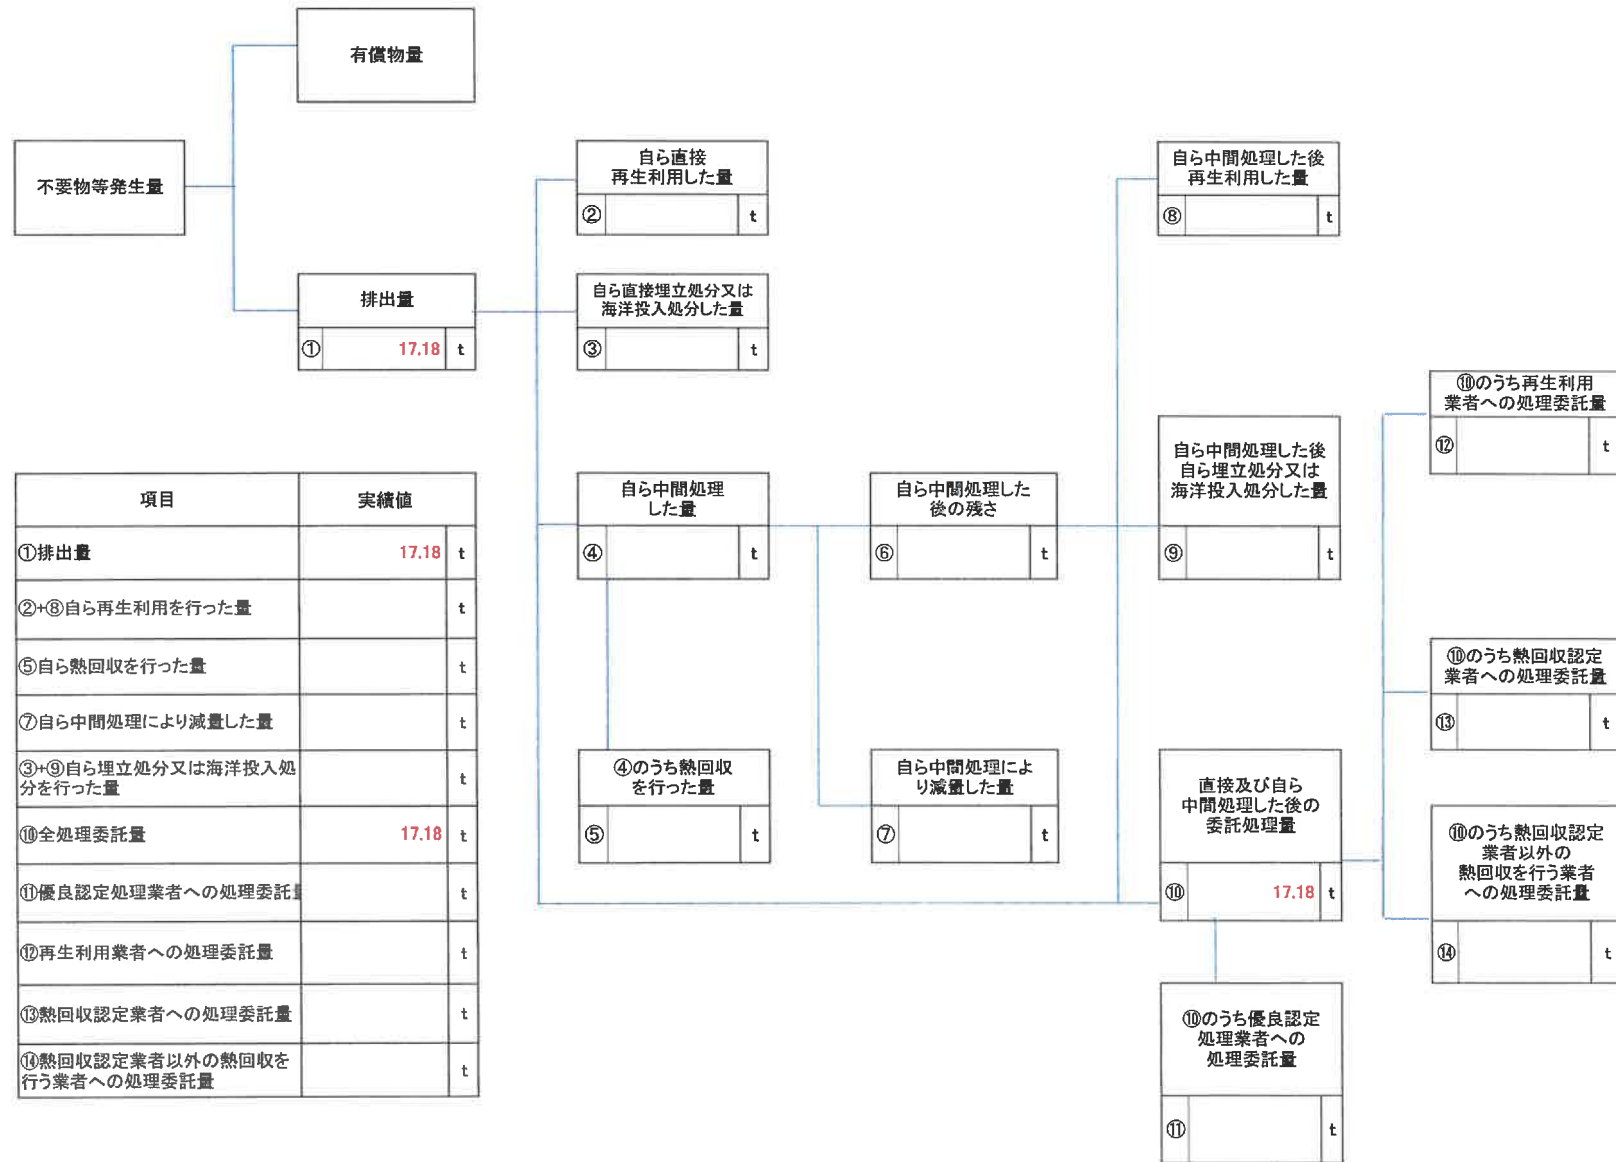 有償物量
不要物等発生量
排出量
① 17.18 t
自ら直接
再生利用した量
② t
自ら直接埋立処分又は
海洋投入処分した量
③ t
自ら中間処理
した量
④ t
④のうち熱回収
を行った量
⑤ t
自ら中間処理した
後の残さ
⑥ t
自ら中間処理によ
り減量した量
⑦ t
自ら中間処理した後
再生利用した量
⑧ t
自ら中間処理した後
自ら埋立処分又は
海洋投入処分した量
⑨ t
直接及び自ら
中間処理した後の
委託処理量
⑩ 17.18 t
⑩のうち優良認定
処理業者への
処理委託量
⑪ t
⑩のうち再生利用
業者への処理委託量
⑫ t
⑩のうち熱回収認定
業者への処理委託量
⑬ t
⑩のうち熱回収認定
業者以外の
熱回収を行う業者
への処理委託量
⑭ t
項目 実績値
①排出量 17.18 t
②+⑧自ら再生利用を行った量 t
⑤自ら熱回収を行った量 t
⑦自ら中間処理により減量した量 t
③+⑨自ら埋立処分又は海洋投入処
分を行った量 t
⑩全処理委託量 17.18 t
⑪優良認定処理業者への処理委託量 t
⑫再生利用業者への処理委託量 t
⑬熱回収認定業者への処理委託量 t
⑭熱回収認定業者以外の熱回収を
行う業者への処理委託量 t